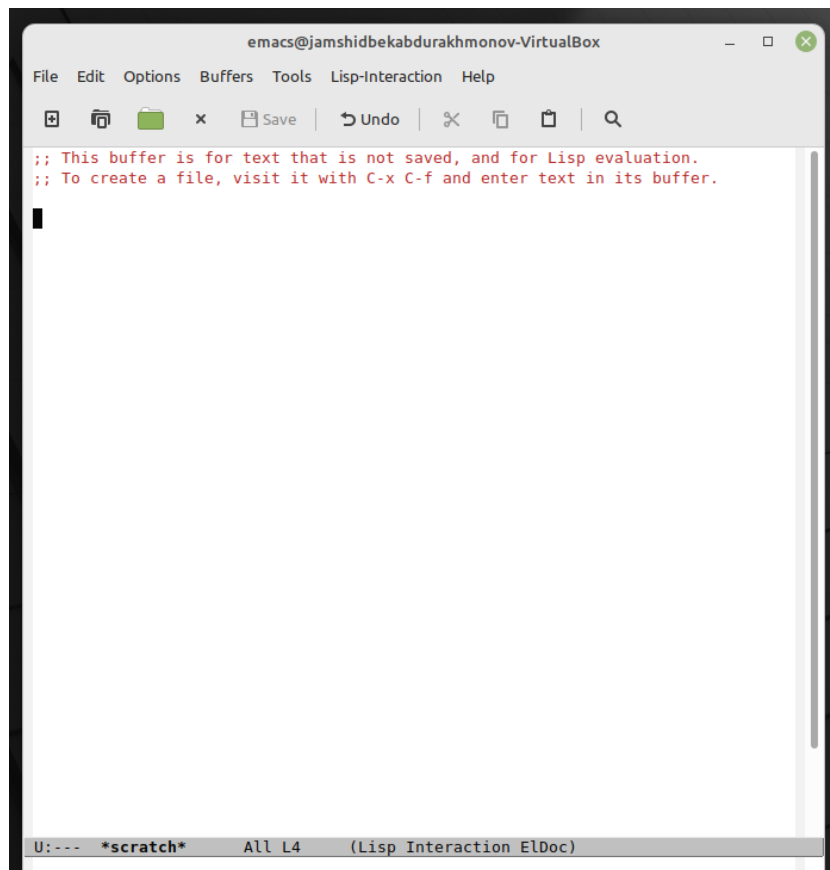 emacs@jamshidbekabdurakhmonov-VirtualBox
File Edit Options Buffers Tools Lisp-Interaction Help
Save Undo
;; This buffer is for text that is not saved, and for Lisp evaluation.
;; To create a file, visit it with C-x C-f and enter text in its buffer.
U:--- *scratch* All L4 (Lisp Interaction ElDoc)